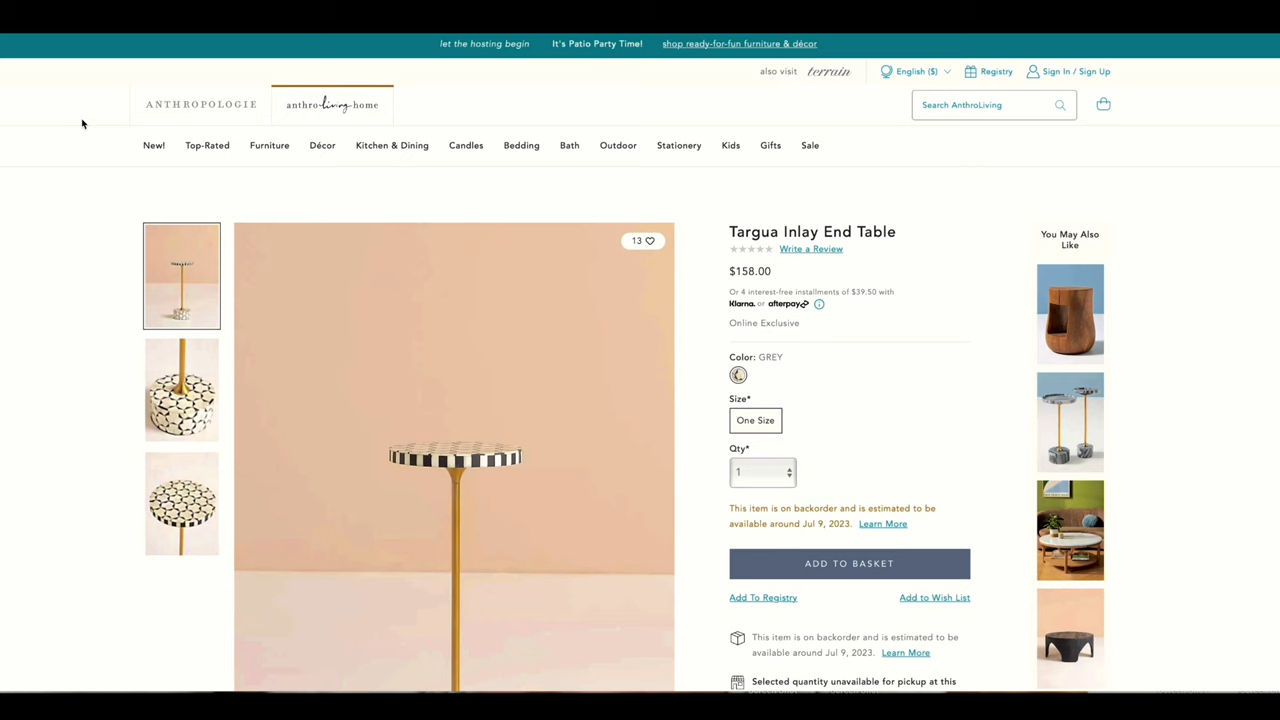 let the hosting begin It's Patio Party Time! shop ready-for-fun furniture & décor
also visit terrain English ($) Registry Sign In / Sign Up
ANTHROPOLOGIE anthroliving home Search AnthroLiving
New! Top-Rated Furniture Décor Kitchen & Dining Candles Bedding Bath Outdoor Stationery Kids Gifts Sale
13
Targua Inlay End Table
Write a Review
$158.00
Or 4 interest-free installments of $39.50 with
Klarna. or afterpay
Online Exclusive
Color: GREY
Size*
One Size
Qty*
1
This item is on backorder and is estimated to be
available around Jul 9, 2023. Learn More
ADD TO BASKET
Add To Registry Add to Wish List
This item is on backorder and is estimated to be
available around Jul 9, 2023. Learn More
Selected quantity unavailable for pickup at this
You May Also
Like